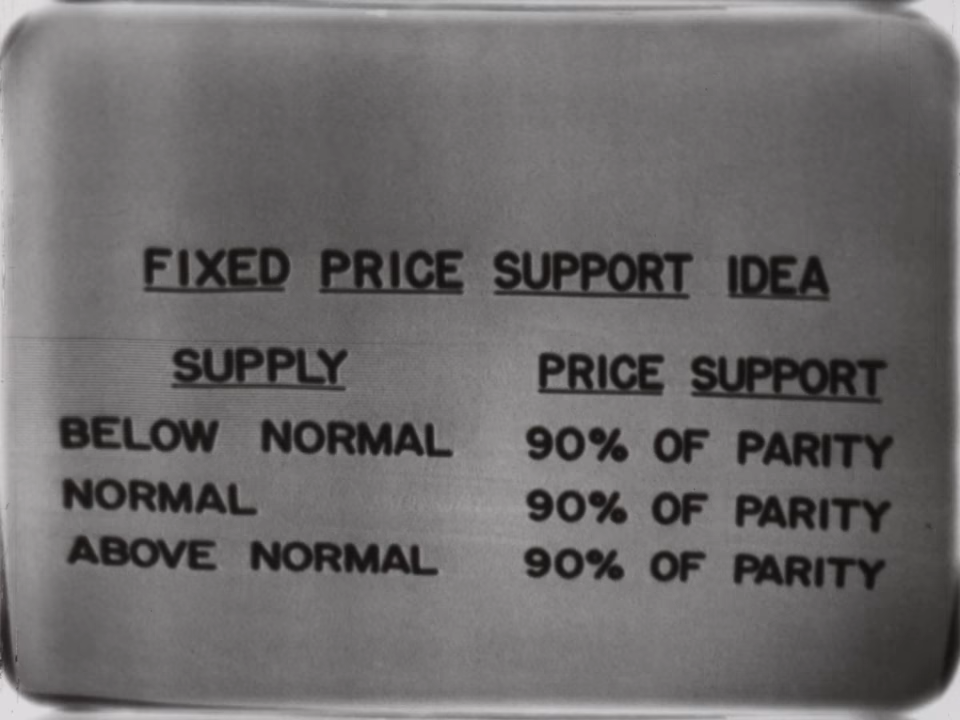 FIXED PRICE SUPPORT IDEA
SUPPLY PRICE SUPPORT
BELOW NORMAL 90% OF PARITY
NORMAL 90% OF PARITY
ABOVE NORMAL 90% OF PARITY